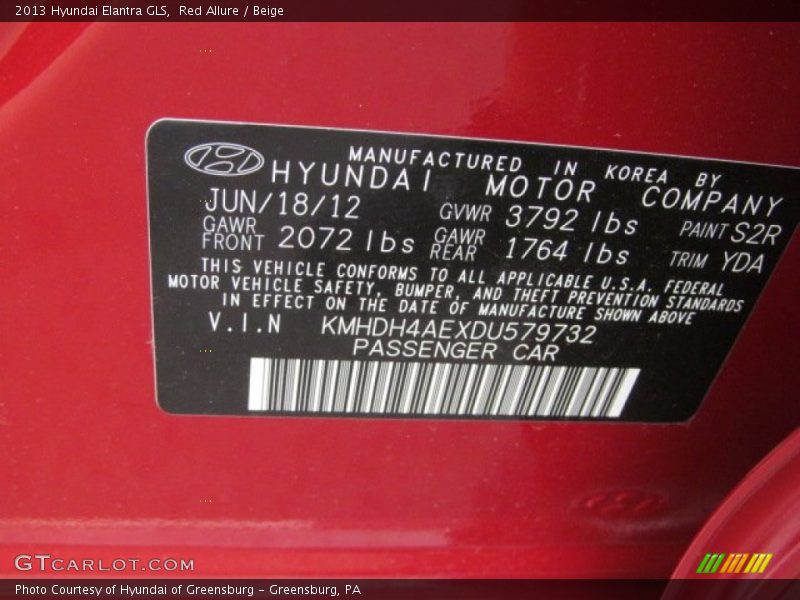 2013 Hyundai Elantra GLS,  Red Allure / Beige
MANUFACTURED IN KOREA BY
HYUNDAI MOTOR COMPANY
JUN/18/12 GVWR 3792 lbs PAINT S2R
GAWR FRONT 2072 lbs GAWR REAR 1764 lbs TRIM YDA
THIS VEHICLE CONFORMS TO ALL APPLICABLE U.S.A. FEDERAL
MOTOR VEHICLE SAFETY, BUMPER, AND THEFT PREVENTION STANDARDS
IN EFFECT ON THE DATE OF MANUFACTURE SHOWN ABOVE
V.I.N KMHDH4AEXDU579732
PASSENGER CAR
GTCARLOT.COM
Photo Courtesy of Hyundai of Greensburg - Greensburg, PA